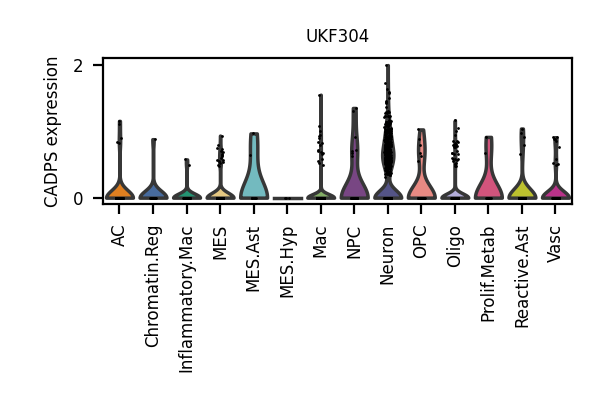 UKF304
CADPS expression
2
0
AC
Chromatin.Reg
Inflammatory.Mac
MES
MES.Ast
MES.Hyp
Mac
NPC
Neuron
OPC
Oligo
Prolif.Metab
Reactive.Ast
Vasc